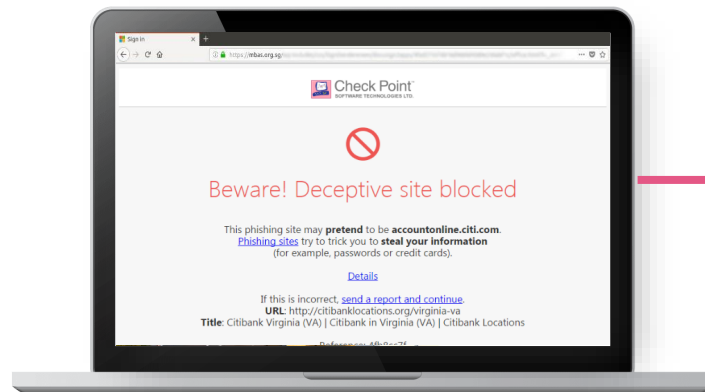 Sign in
https://mbas.org.sg/
Check Point
SOFTWARE TECHNOLOGIES LTD.
Beware! Deceptive site blocked
This phishing site may pretend to be accountonline.citi.com.
Phishing sites try to trick you to steal your information
(for example, passwords or credit cards).
Details
If this is incorrect, send a report and continue.
URL: http://citibanklocations.org/virginia-va
Title: Citibank Virginia (VA) | Citibank in Virginia (VA) | Citibank Locations